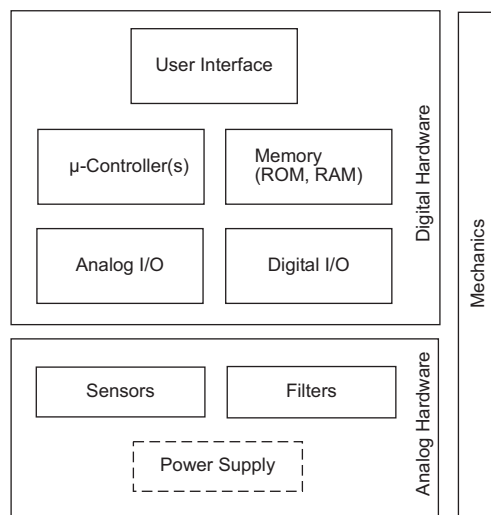 User Interface
µ-Controller(s)
Memory
(ROM, RAM)
Analog I/O
Digital I/O
Digital Hardware
Sensors
Filters
Power Supply
Analog Hardware
Mechanics